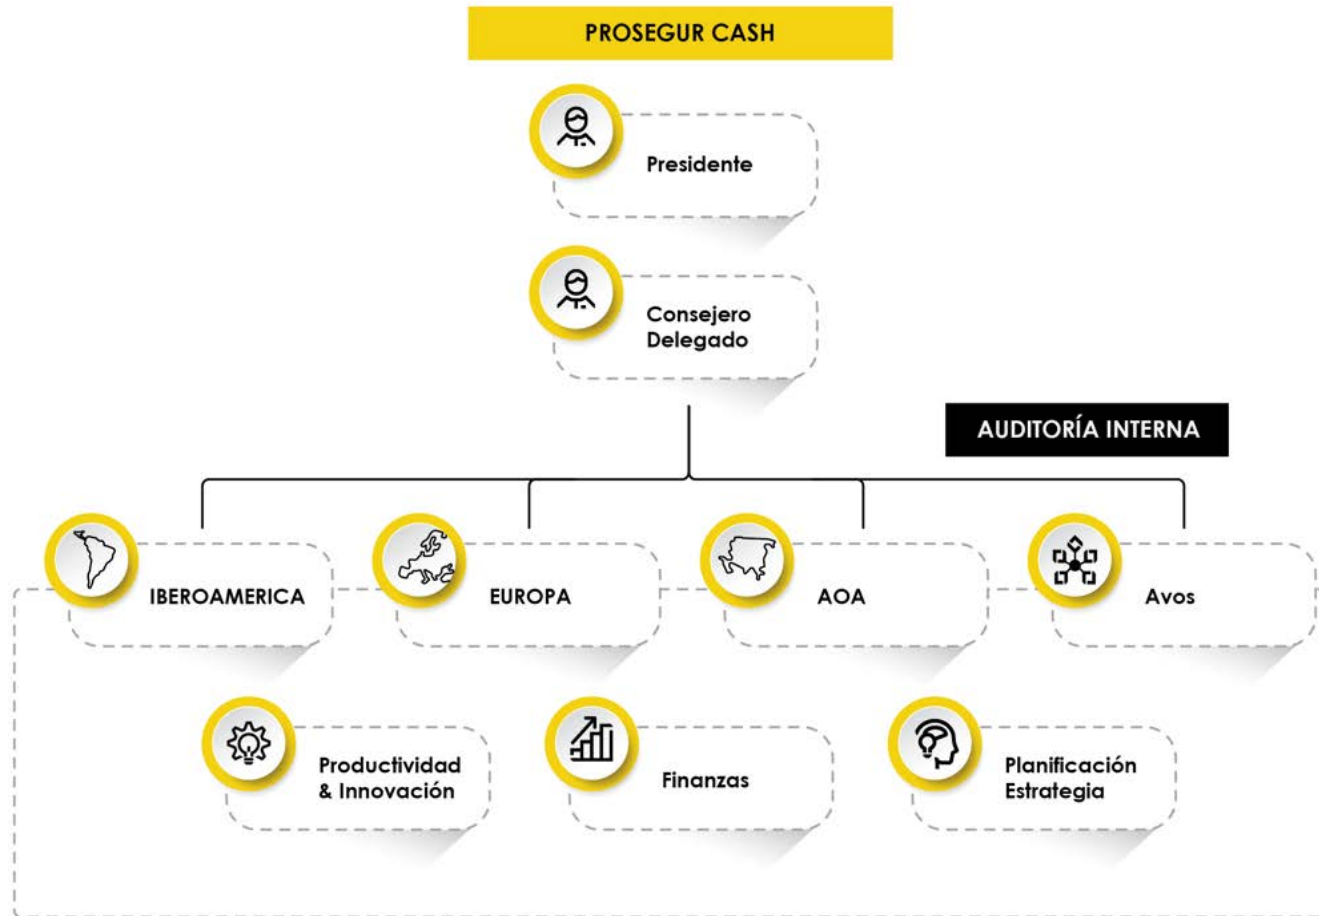 PROSEGUR CASH
Presidente
Consejero
Delegado
AUDITORÍA INTERNA
IBEROAMERICA
EUROPA
AOA
Avos
Productividad
& Innovación
Finanzas
Planificación
Estrategia